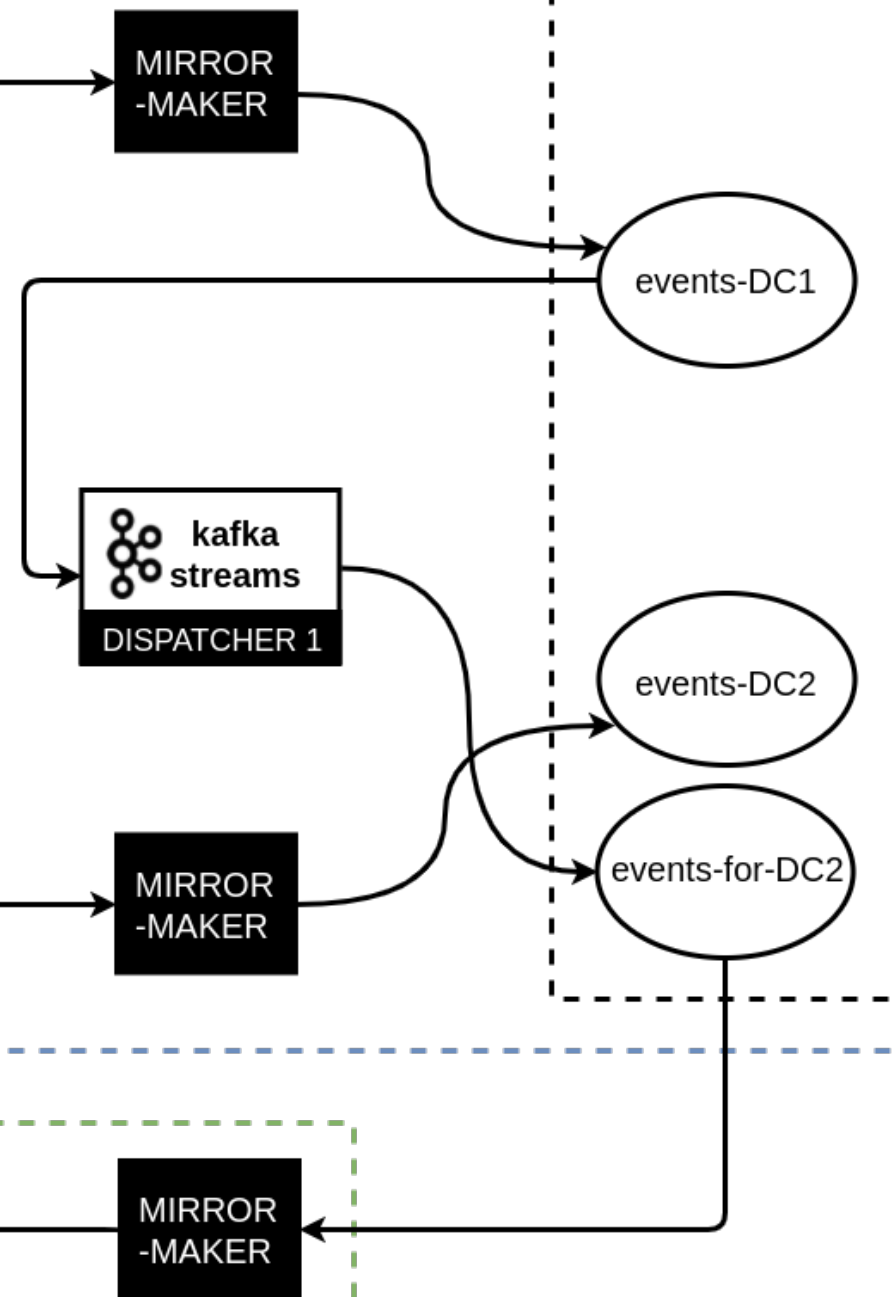 MIRROR
-MAKER
events-DC1
kafka
streams
DISPATCHER 1
events-DC2
events-for-DC2
MIRROR
-MAKER
MIRROR
-MAKER